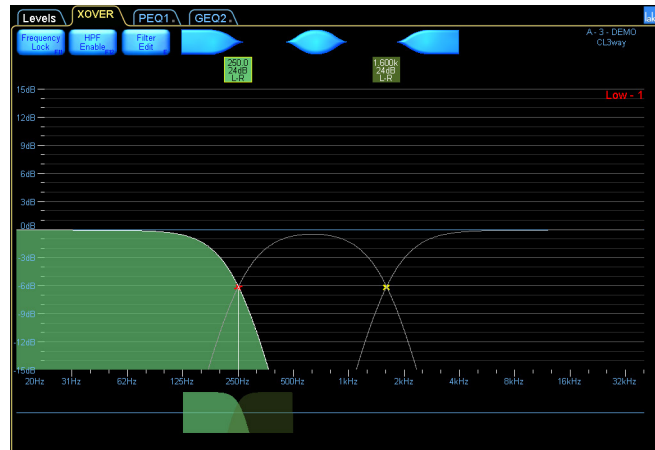 Levels XOVER PEQ1 GEQ2
lak
Frequency HPF Filter
Lock Enable Edit
A - 3 - DEMO
CL3way
250.0 1.600k
24dB 24dB
L-R L-R
15dB
Low - 1
12dB
9dB
6dB
3dB
0dB
-3dB
-6dB
-9dB
-12dB
-15dB
20Hz 31Hz 62Hz 125Hz 250Hz 500Hz 1kHz 2kHz 4kHz 8kHz 16kHz 32kHz